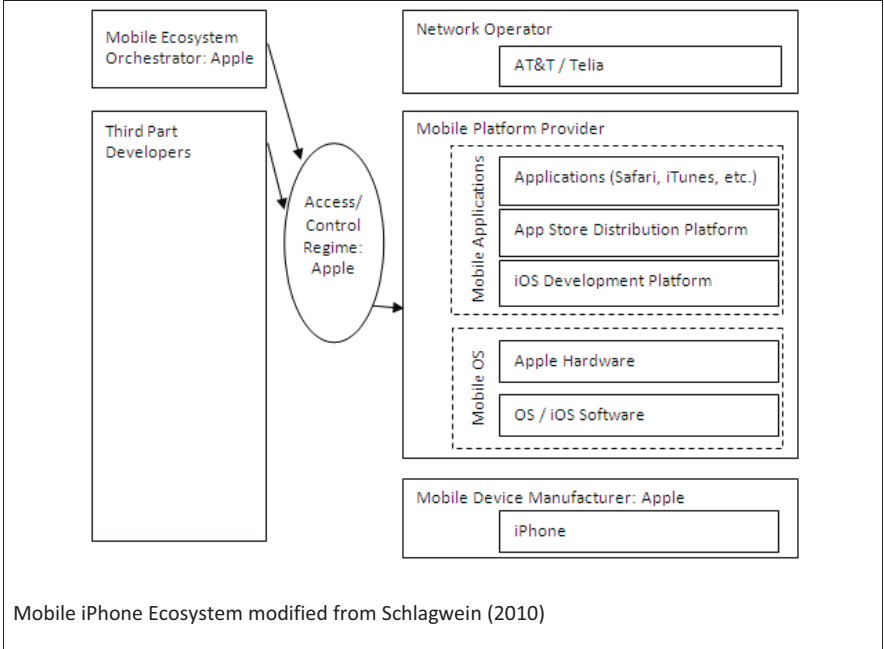 Mobile Ecosystem
Orchestrator: Apple
Third Part
Developers
Access/
Control
Regime:
Apple
Network Operator
AT&T / Telia
Mobile Platform Provider
Mobile Applications
Applications (Safari, iTunes, etc.)
App Store Distribution Platform
iOS Development Platform
Mobile OS
Apple Hardware
OS / iOS Software
Mobile Device Manufacturer: Apple
iPhone
Mobile iPhone Ecosystem modified from Schlagwein (2010)